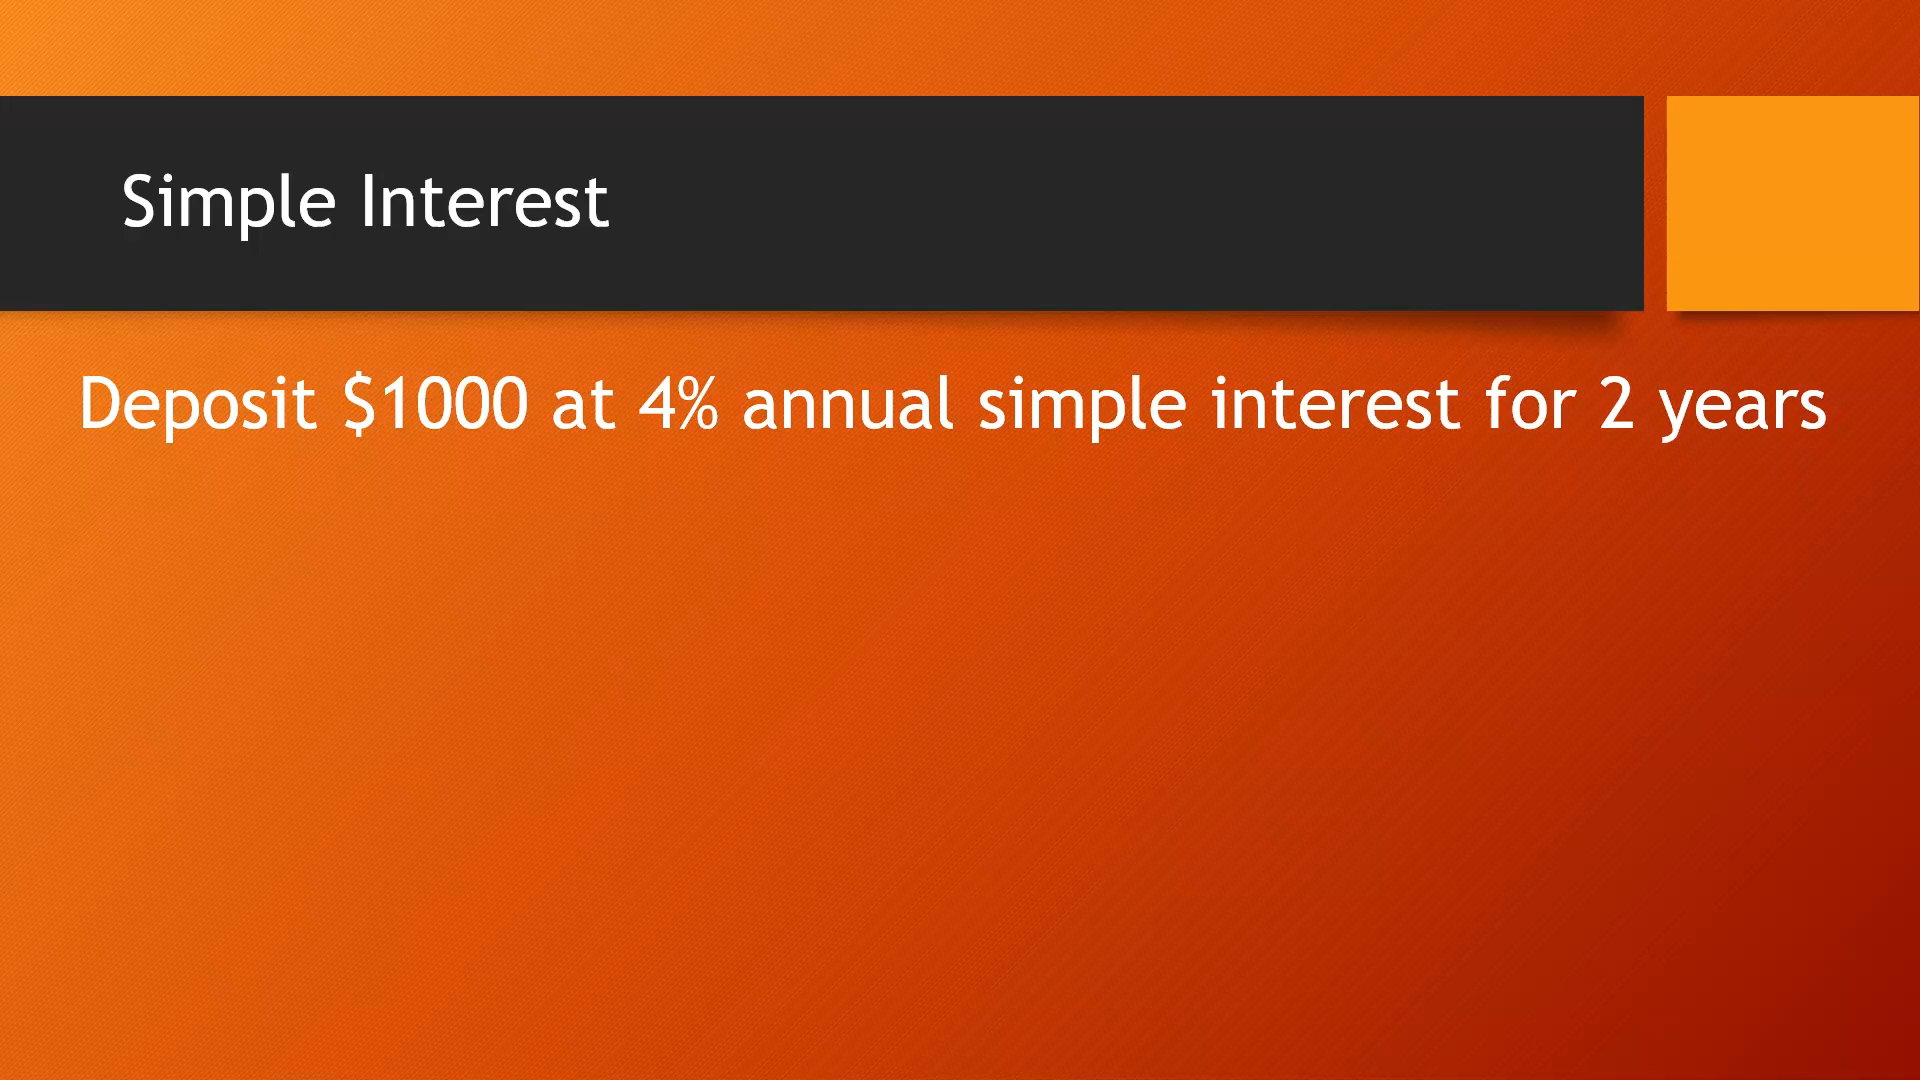 Simple Interest
Deposit $1000 at 4% annual simple interest for 2 years